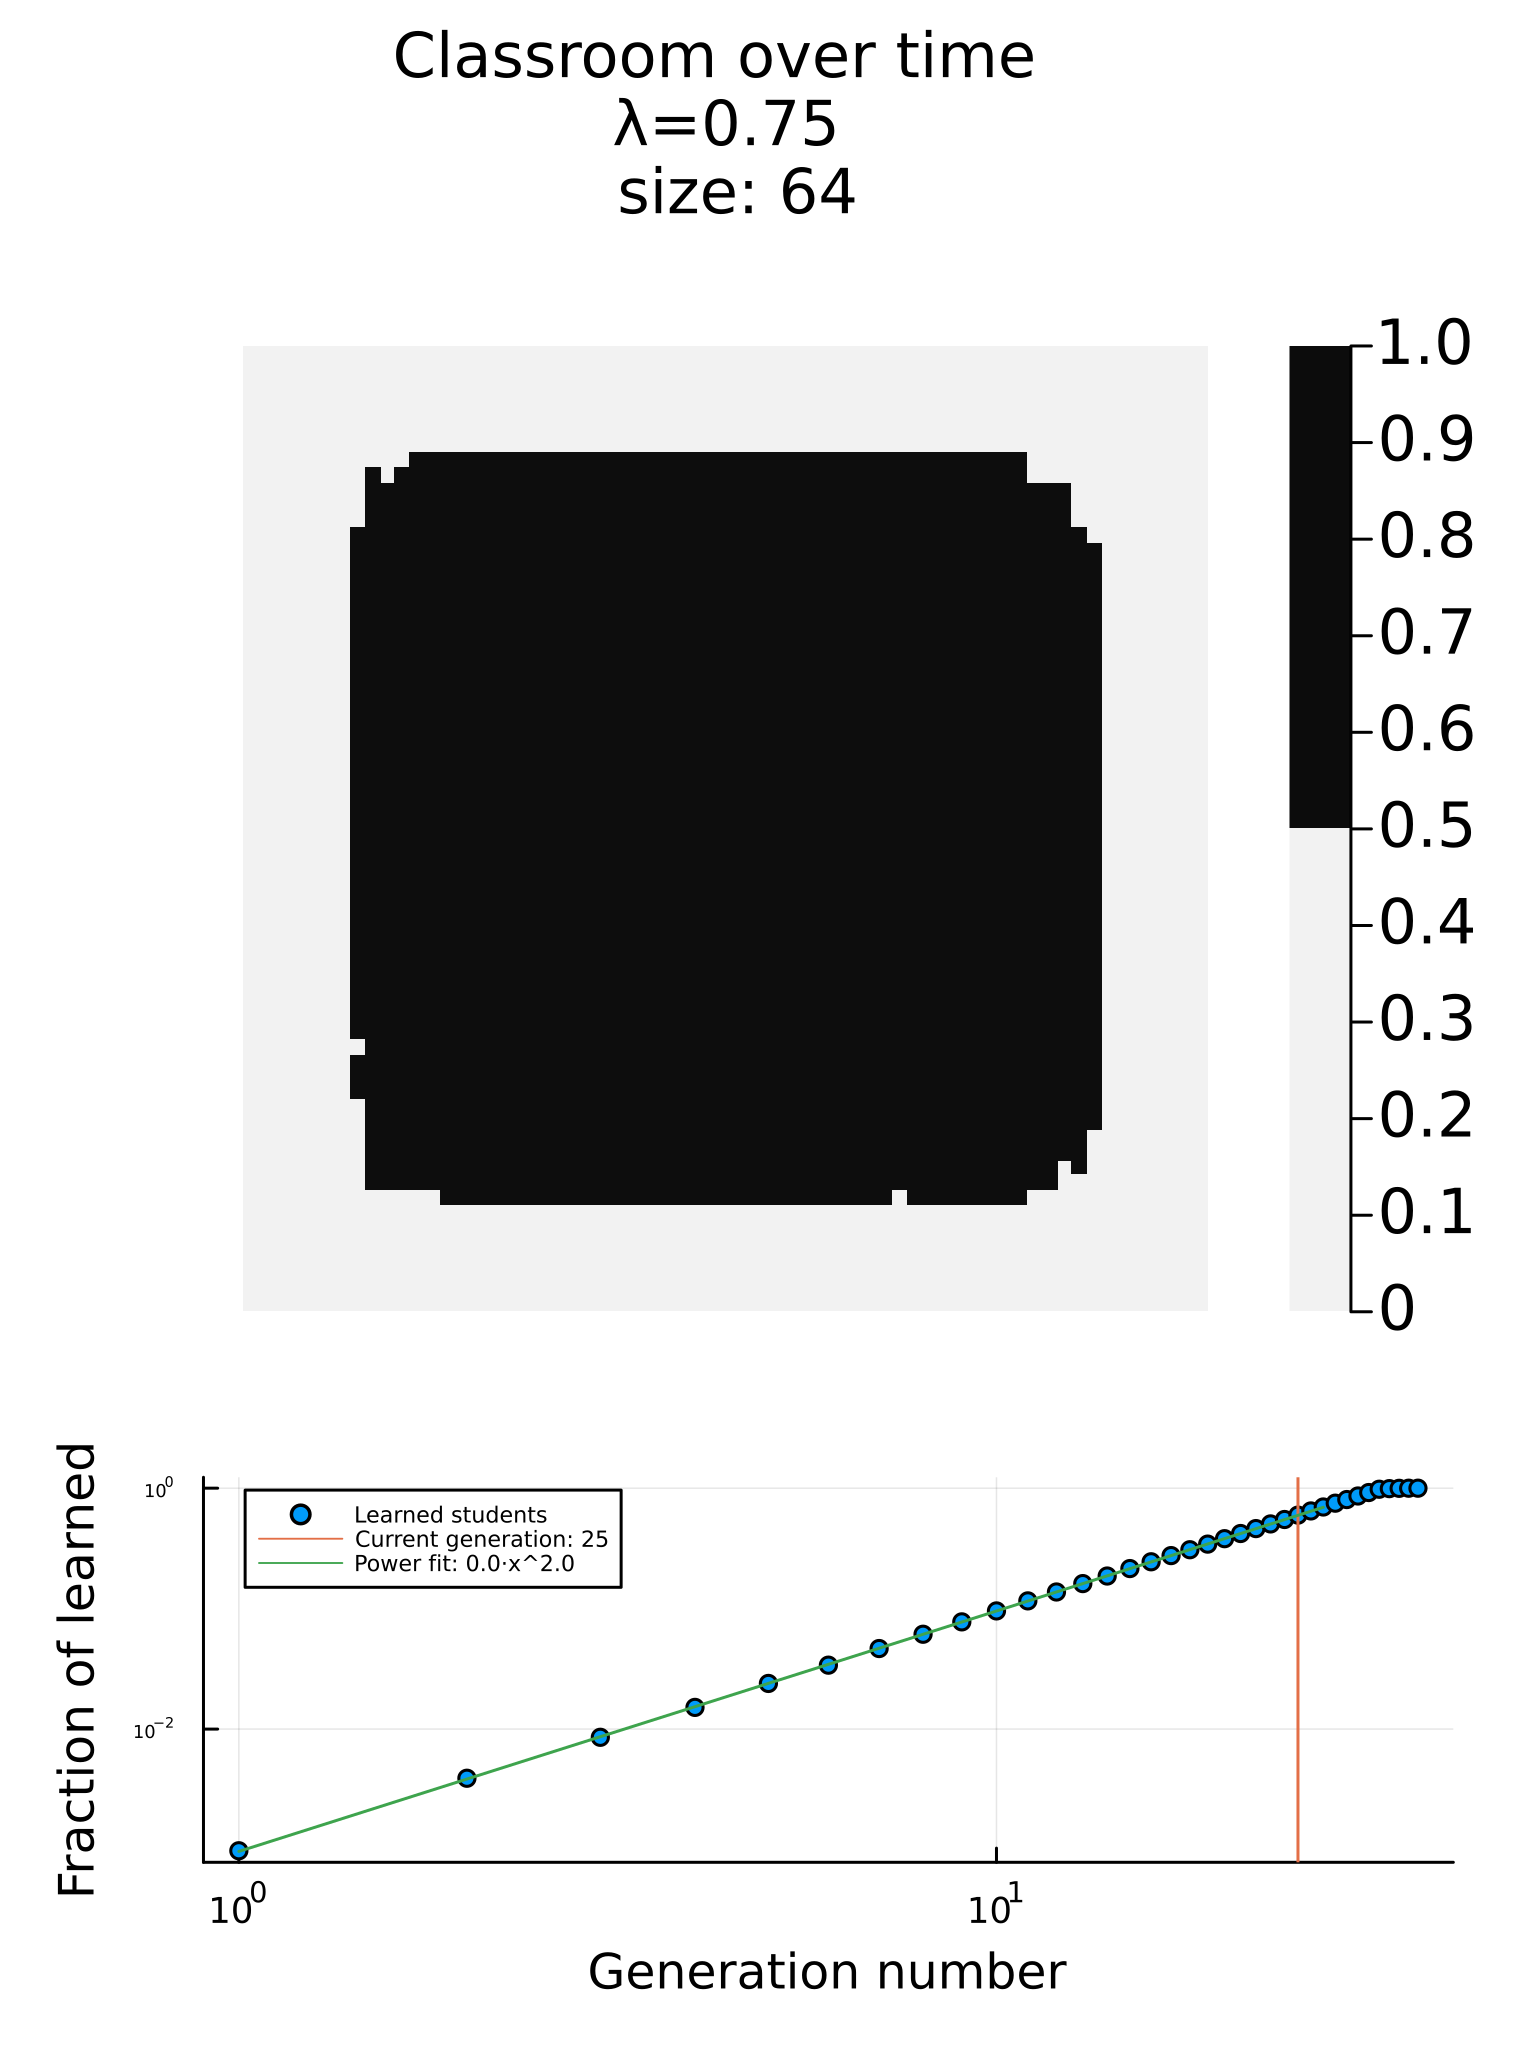 Classroom over time
λ=0.75
size: 64
1.0
0.9
0.8
0.7
0.6
0.5
0.4
0.3
0.2
0.1
0
Fraction of learned
10⁰
10⁻²
Learned students
Current generation: 25
Power fit: 0.0·x^2.0
10⁰
10¹
Generation number